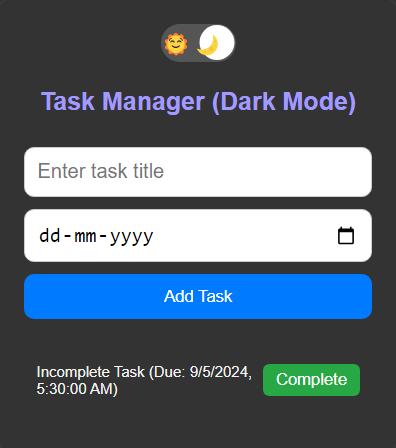 Task Manager (Dark Mode)
Enter task title
dd-mm-yyyy
Add Task
Incomplete Task (Due: 9/5/2024,
5:30:00 AM)
Complete